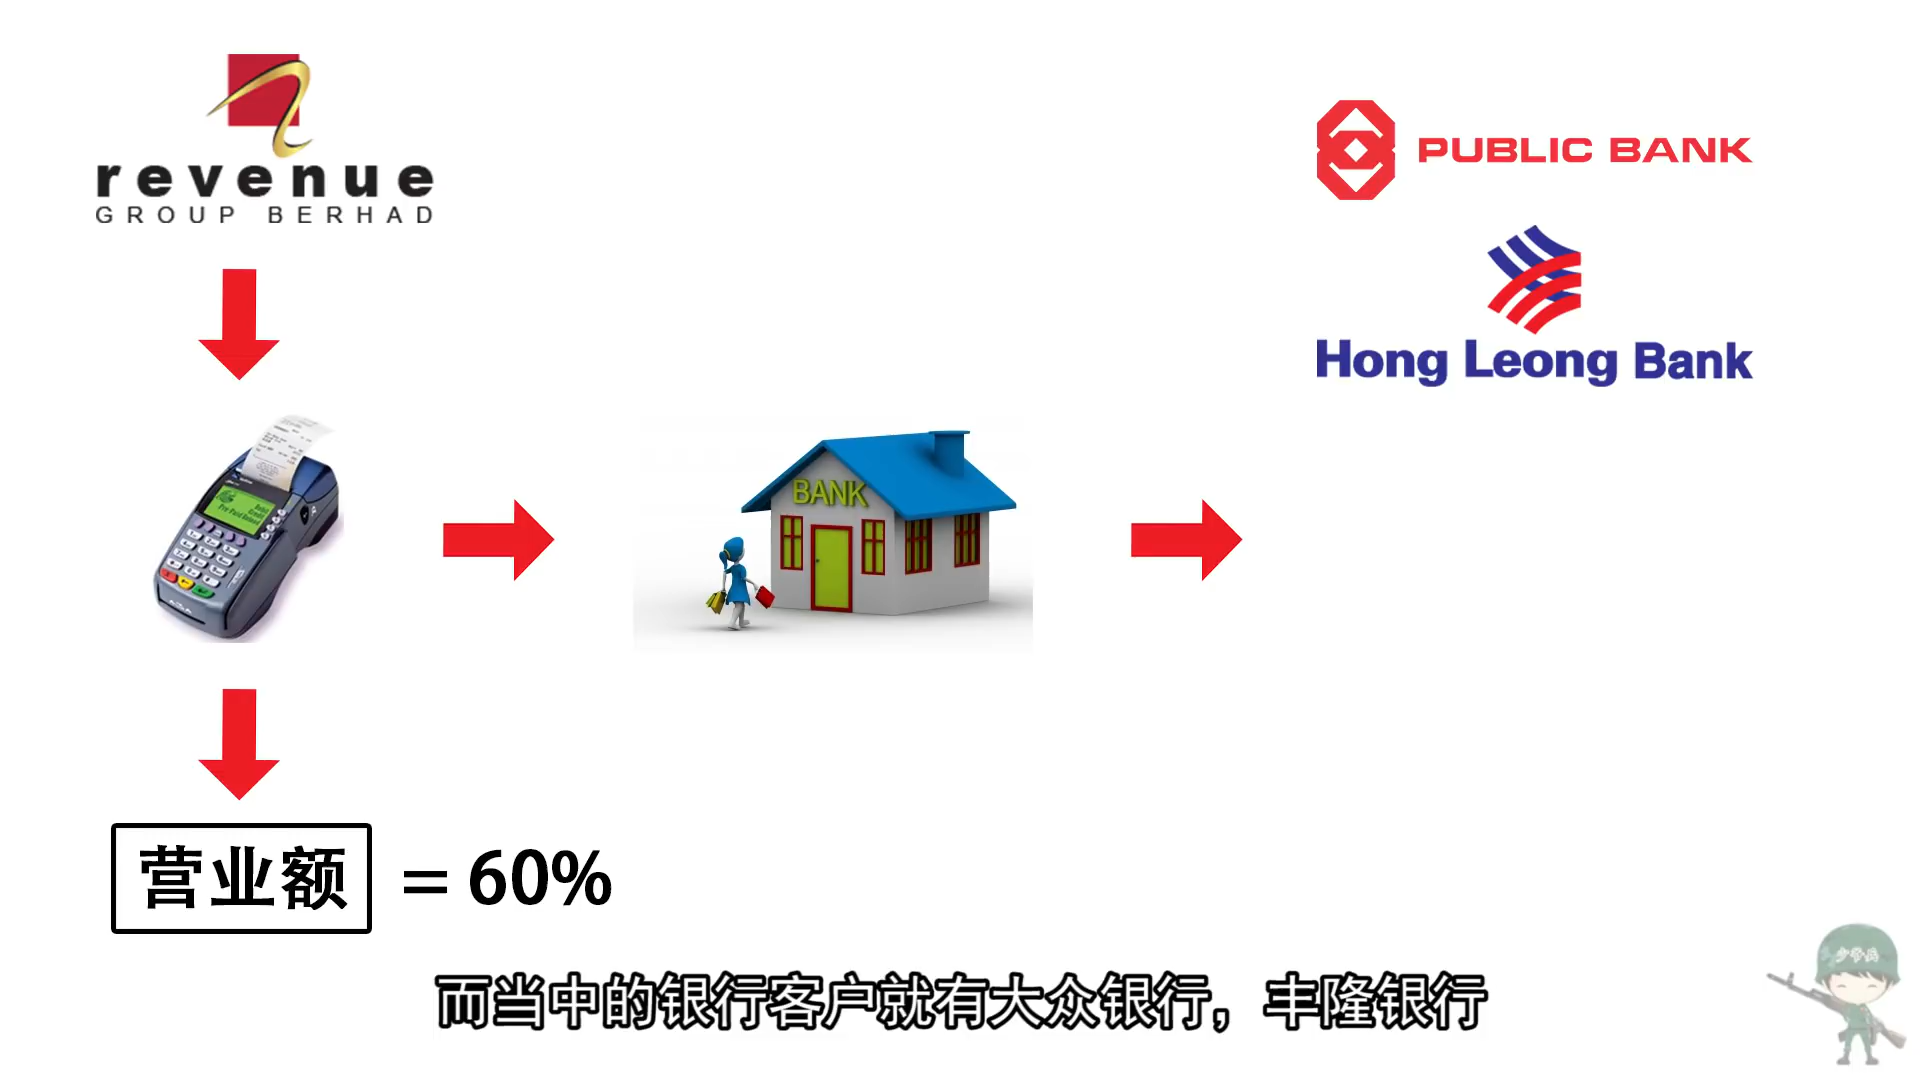 revenue
GROUP BERHAD
PUBLIC BANK
Hong Leong Bank
BANK
营业额 = 60%
而当中的银行客户就有大众银行，丰隆银行